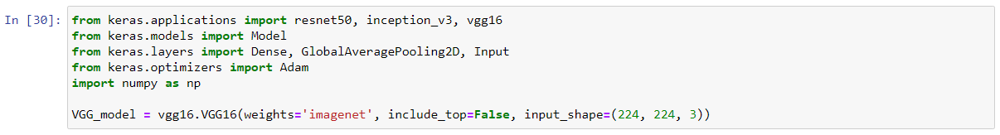 In [30]: from keras.applications import resnet50, inception_v3, vgg16
from keras.models import Model
from keras.layers import Dense, GlobalAveragePooling2D, Input
from keras.optimizers import Adam
import numpy as np

VGG_model = vgg16.VGG16(weights='imagenet', include_top=False, input_shape=(224, 224, 3))